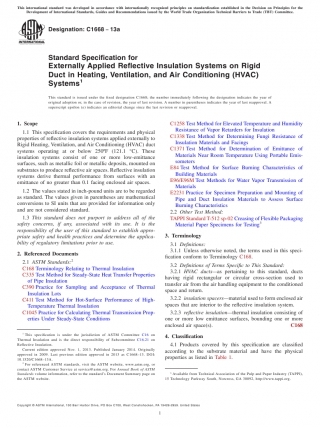 This international standard was developed in accordance with internationally recognized principles on standardization established in the Decision on Principles for the
Development of International Standards, Guides and Recommendations issued by the World Trade Organization Technical Barriers to Trade (TBT) Committee.
Designation: C1668 − 13a
Standard Specification for
Externally Applied Reflective Insulation Systems on Rigid
Duct in Heating, Ventilation, and Air Conditioning (HVAC)
Systems1
This standard is issued under the fixed designation C1668; the number immediately following the designation indicates the year of
original adoption or, in the case of revision, the year of last revision. A number in parentheses indicates the year of last reapproval. A
superscript epsilon (ε) indicates an editorial change since the last revision or reapproval.
1. Scope
1.1 This specification covers the requirements and physical
properties of reflective insulation systems applied externally to
Rigid Heating, Ventilation, and Air Conditioning (HVAC) duct
systems operating at or below 250°F (121.1 °C). These
insulation systems consist of one or more low-emittance
surfaces, such as metallic foil or metallic deposits, mounted on
substrates to produce reflective air spaces. Reflective insulation
systems derive thermal performance from surfaces with an
emittance of no greater than 0.1 facing enclosed air spaces.
1.2 The values stated in inch-pound units are to be regarded
as standard. The values given in parentheses are mathematical
conversions to SI units that are provided for information only
and are not considered standard.
1.3 This standard does not purport to address all of the
safety concerns, if any, associated with its use. It is the
responsibility of the user of this standard to establish appro-
priate safety and health practices and determine the applica-
bility of regulatory limitations prior to use.
2. Referenced Documents
2.1 ASTM Standards:2
C168 Terminology Relating to Thermal Insulation
C335 Test Method for Steady-State Heat Transfer Properties
of Pipe Insulation
C390 Practice for Sampling and Acceptance of Thermal
Insulation Lots
C411 Test Method for Hot-Surface Performance of High-
Temperature Thermal Insulation
C1045 Practice for Calculating Thermal Transmission Prop-
erties Under Steady-State Conditions
1 This specification is under the jurisdiction of ASTM Committee C16 on
Thermal Insulation and is the direct responsibility of Subcommittee C16.21 on
Reflective Insulation.
Current edition approved Nov. 1, 2013. Published January 2014. Originally
approved in 2009. Last previous edition approved in 2013 as C1668–13. DOI:
10.1520/C1668-13A.
2 For referenced ASTM standards, visit the ASTM website, www.astm.org, or
contact ASTM Customer Service at service@astm.org. For Annual Book of ASTM
Standards volume information, refer to the standard's Document Summary page on
the ASTM website.
C1258 Test Method for Elevated Temperature and Humidity
Resistance of Vapor Retarders for Insulation
C1338 Test Method for Determining Fungi Resistance of
Insulation Materials and Facings
C1371 Test Method for Determination of Emittance of
Materials Near Room Temperature Using Portable Emis-
someters
E84 Test Method for Surface Burning Characteristics of
Building Materials
E96/E96M Test Methods for Water Vapor Transmission of
Materials
E2231 Practice for Specimen Preparation and Mounting of
Pipe and Duct Insulation Materials to Assess Surface
Burning Characteristics
2.2 Other Test Method:
TAPPI Standard T-512 sp-02 Creasing of Flexible Packaging
Material Paper Specimens for Testing3
3. Terminology
3.1 Definitions:
3.1.1 Unless otherwise noted, the terms used in this speci-
fication conform to Terminology C168.
3.2 Definitions of Terms Specific to This Standard:
3.2.1 HVAC ducts—as pertaining to this standard, ducts
having rigid rectangular or circular cross-section used to
transfer air from the air handling equipment to the conditioned
space and return.
3.2.2 insulation spacers—material used to form enclosed air
spaces that are interior to the reflective insulation system.
3.2.3 reflective insulation—thermal insulation consisting of
one or more low emittance surfaces, bounding one or more
enclosed air space(s). C168
4. Classification
4.1 Products covered by this specification are classified
according to the substrate material and have the physical
properties as listed in Table 1.
3 Available from Technical Association of the Pulp and Paper Industry (TAPPI),
15 Technology Parkway South, Norcross, GA 30092, http://www.tappi.org.
Copyright © ASTM International, 100 Barr Harbor Drive, PO Box C700, West Conshohocken, PA 19428-2959. United States
1